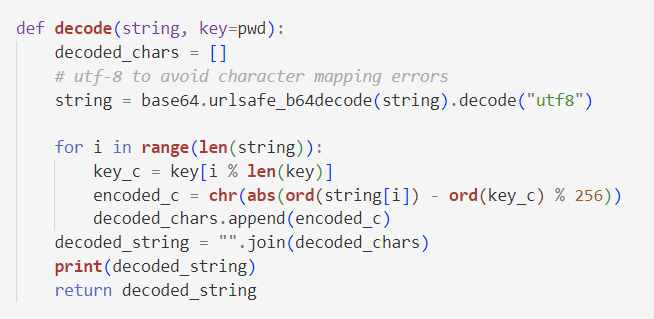 def decode(string, key=pwd):
    decoded_chars = []
    # utf-8 to avoid character mapping errors
    string = base64.urlsafe_b64decode(string).decode("utf8")

    for i in range(len(string)):
        key_c = key[i % len(key)]
        encoded_c = chr(abs(ord(string[i]) - ord(key_c) % 256))
        decoded_chars.append(encoded_c)
    decoded_string = "".join(decoded_chars)
    print(decoded_string)
    return decoded_string